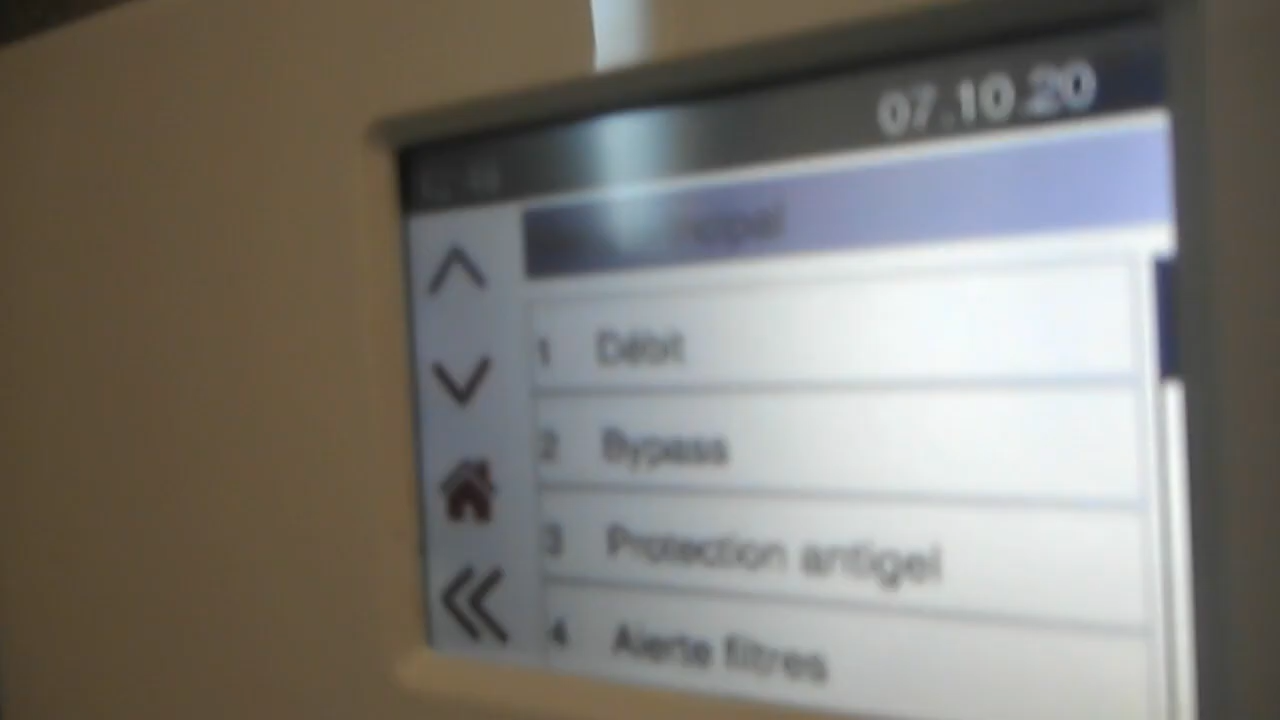 07.10.20
1 Débit
2 Bypass
3 Protection antigel
4 Alerte filtres